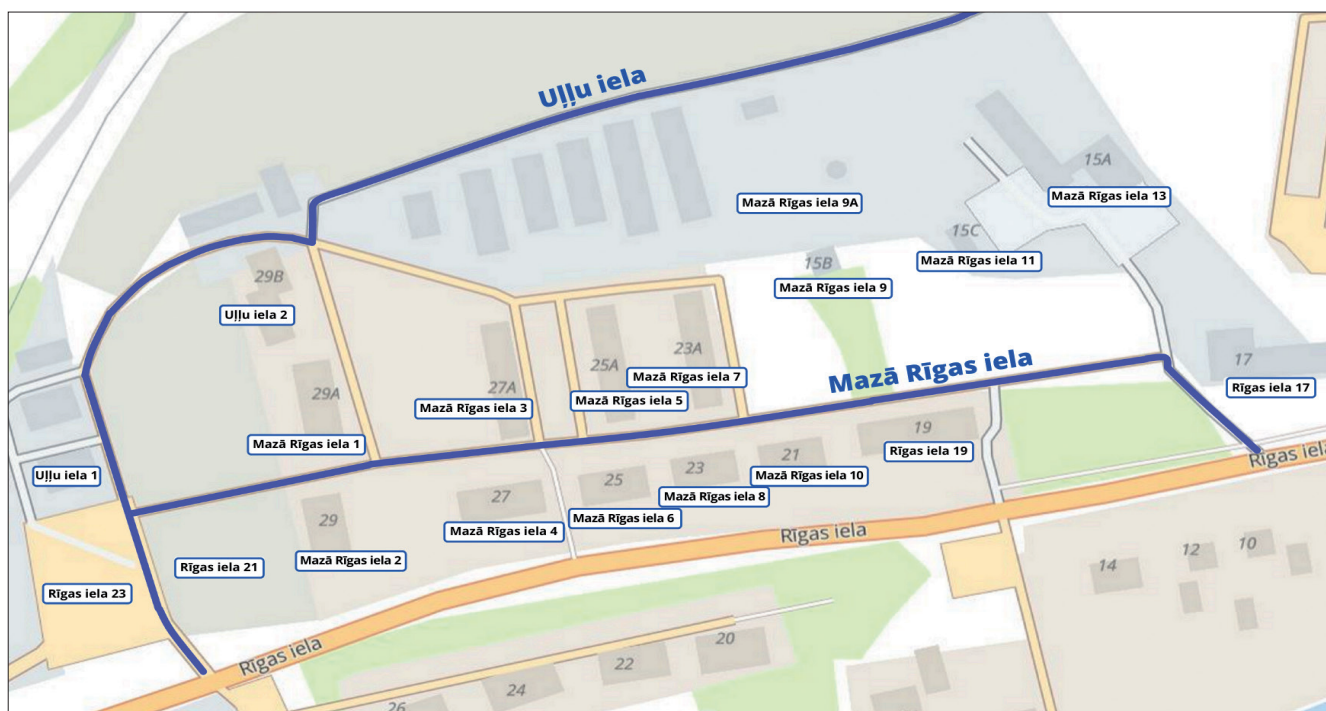 Uļļu iela
15A
Mazā Rīgas iela 13
Mazā Rīgas iela 9A
15C
Mazā Rīgas iela 11
15B
Mazā Rīgas iela 9
29B
Uļļu iela 2
23A
25A
Mazā Rīgas iela 7
Mazā Rīgas iela
17
Rīgas iela 17
27A
Mazā Rīgas iela 3
Mazā Rīgas iela 5
29A
Mazā Rīgas iela 1
19
Rīgas iela 19
21
Mazā Rīgas iela 10
23
Mazā Rīgas iela 8
25
Mazā Rīgas iela 6
27
Mazā Rīgas iela 4
29
Mazā Rīgas iela 2
Uļļu iela 1
Rīgas iela 21
Rīgas iela 23
Rīgas iela
Rīgas iela
Rīgas iela
14
12
10
20
22
24
26